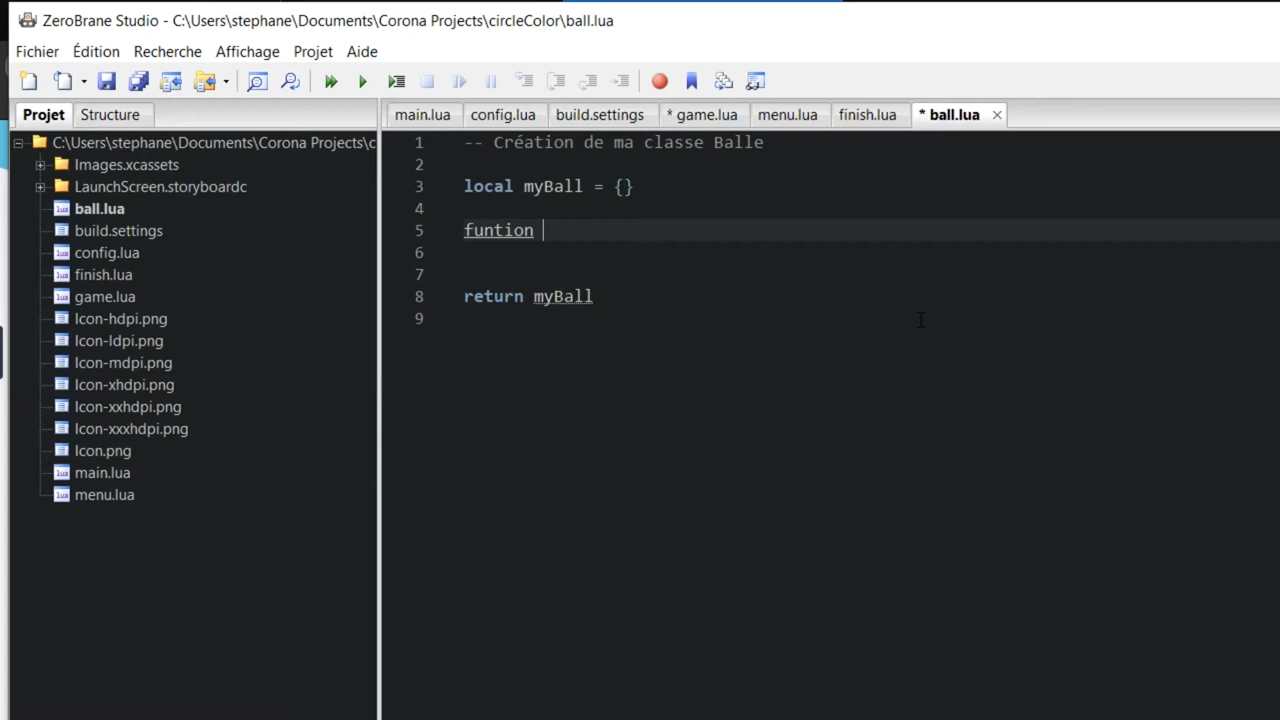 ZeroBrane Studio - C:\Users\stephane\Documents\Corona Projects\circleColor\ball.lua
Fichier Édition Recherche Affichage Projet Aide
Projet Structure
main.lua config.lua build.settings * game.lua menu.lua finish.lua * ball.lua
C:\Users\stephane\Documents\Corona Projects\c
Images.xcassets
LaunchScreen.storyboardc
ball.lua
build.settings
config.lua
finish.lua
game.lua
Icon-hdpi.png
Icon-ldpi.png
Icon-mdpi.png
Icon-xhdpi.png
Icon-xxhdpi.png
Icon-xxxhdpi.png
Icon.png
main.lua
menu.lua
1 -- Création de ma classe Balle
2
3 local myBall = {}
4
5 funtion
6
7
8 return myBall
9